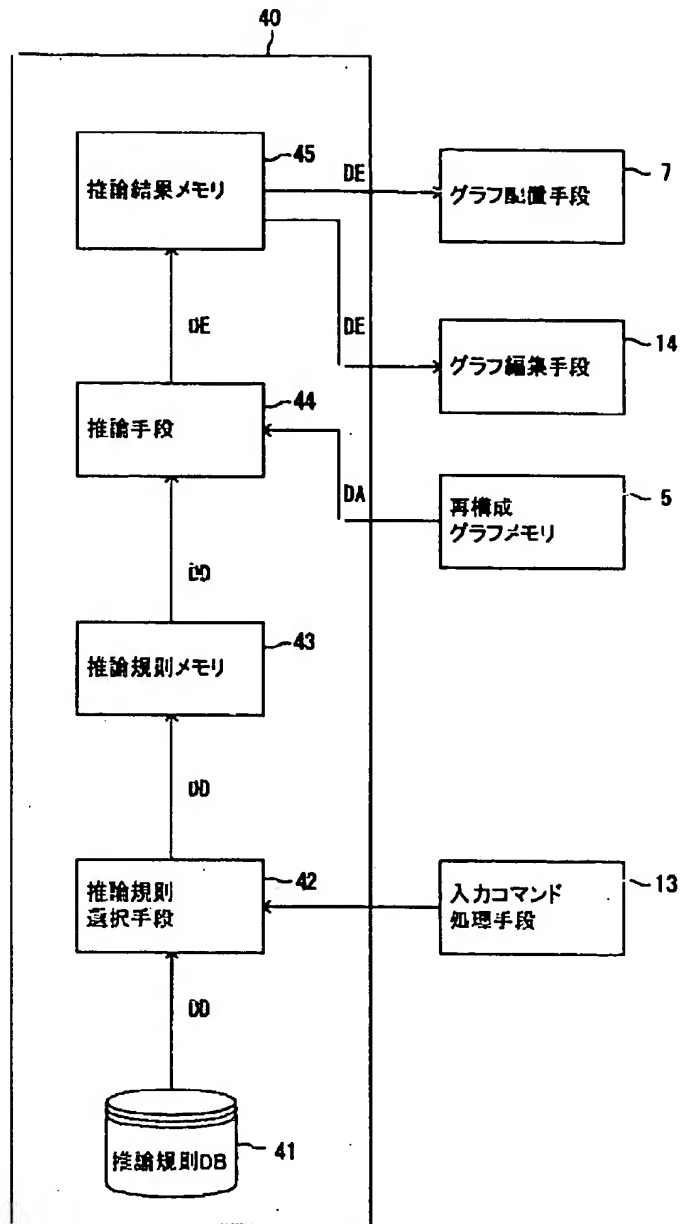 40
推論結果メモリ
45
DE
グラフ配置手段
7
DE
DE
グラフ編集手段
14
推論手段
44
DA
再構成
グラフメモリ
5
DD
推論規則メモリ
43
DD
推論規則
選択手段
42
入力コマンド
処理手段
13
DD
推論規則DB
41